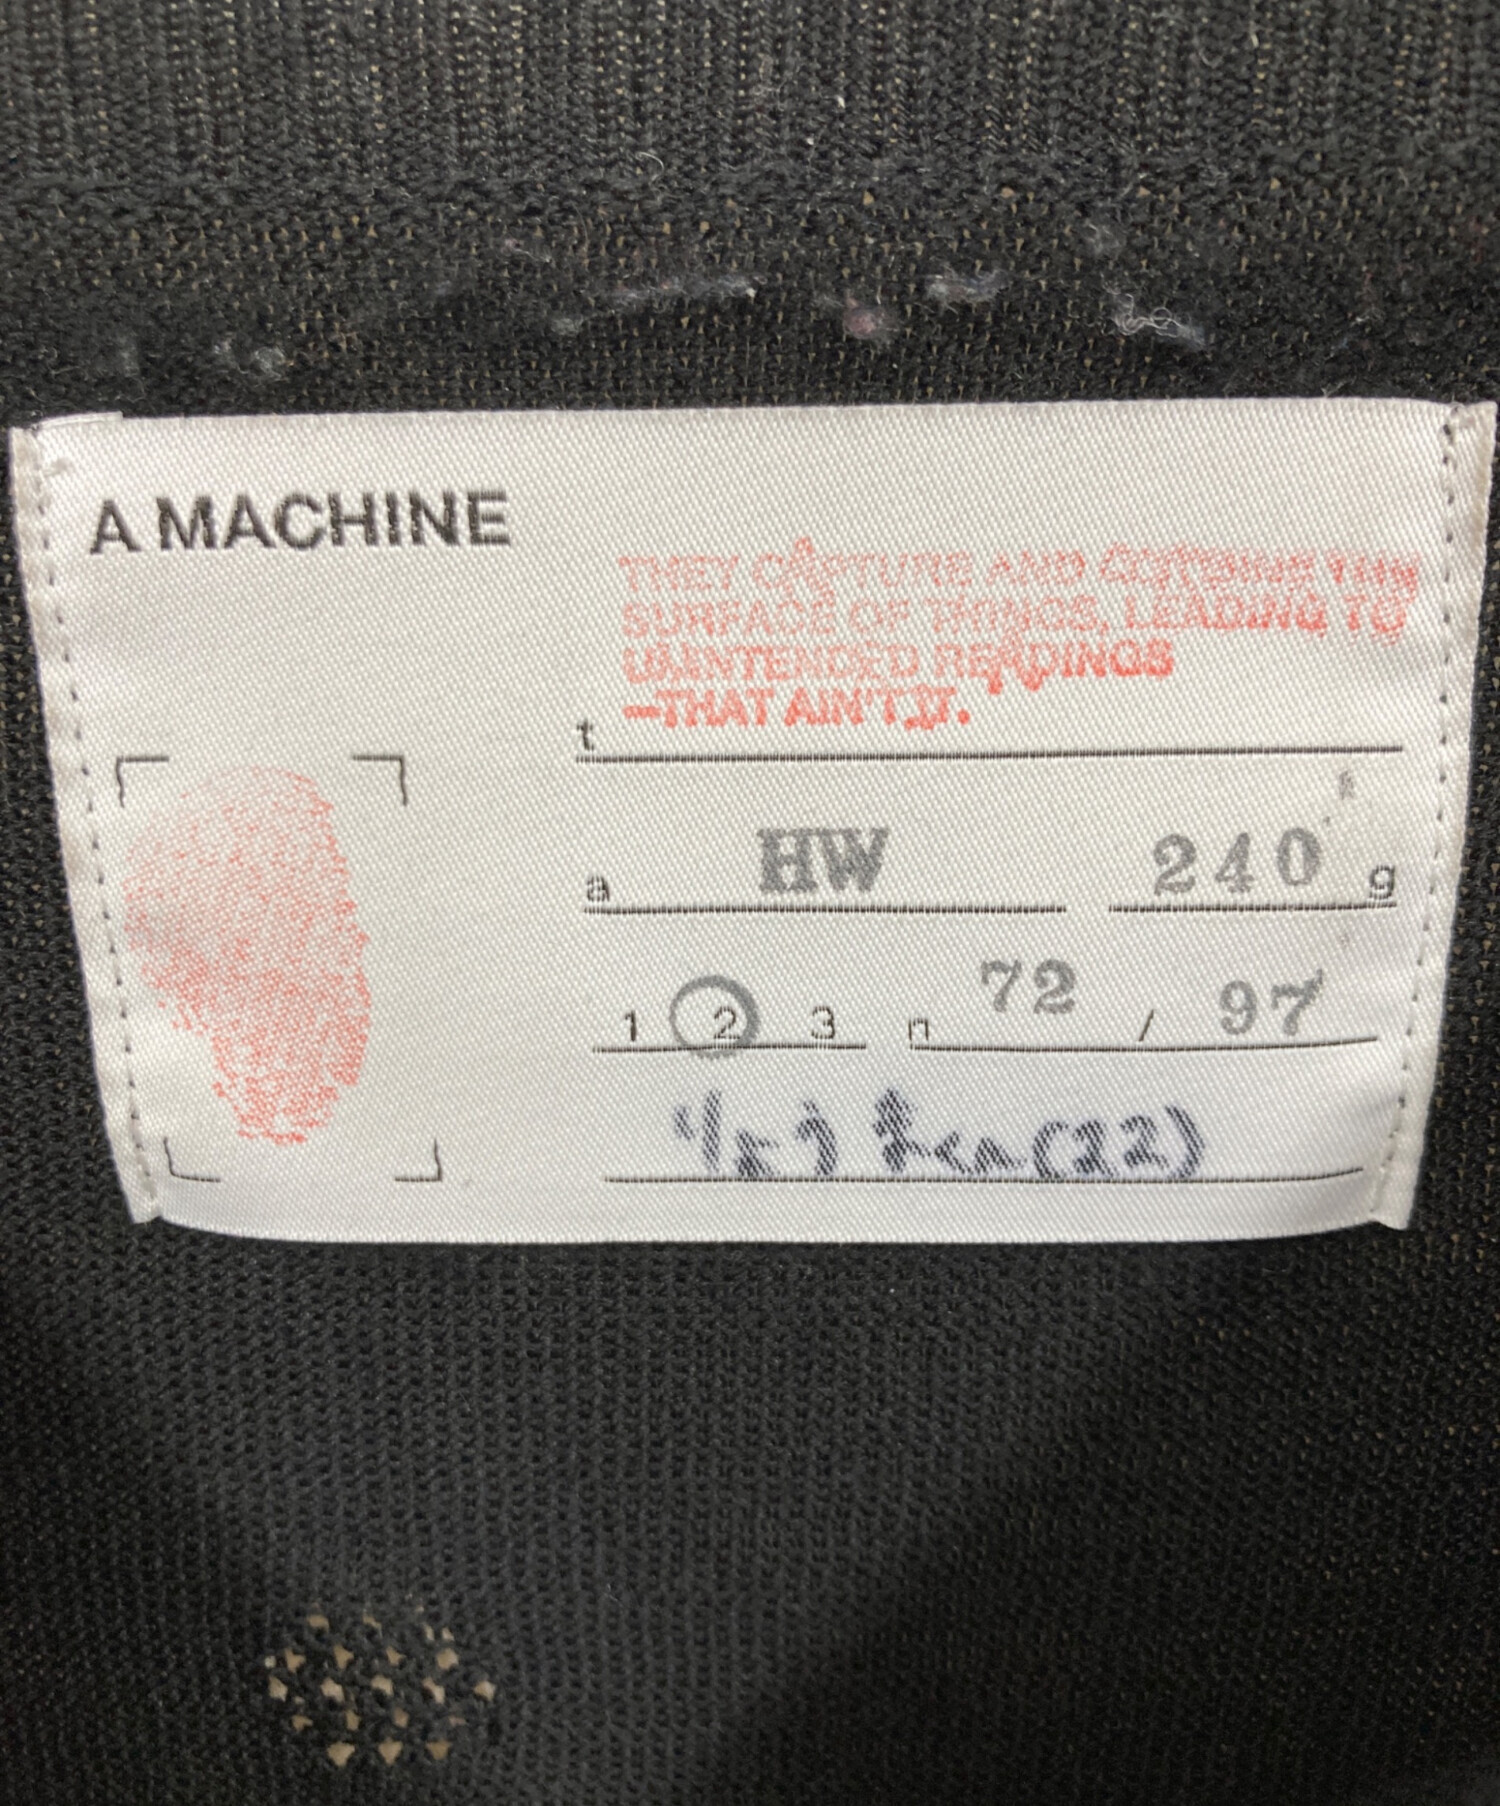 A MACHINE
THEY CAPTURE AND COMBINE THE
SURFACE OF THINGS, LEADING TO
UNINTENDED READINGS
—THAT AIN'T IT.
t
a HW 240 g
1 2 3 n 72 / 97
(22)